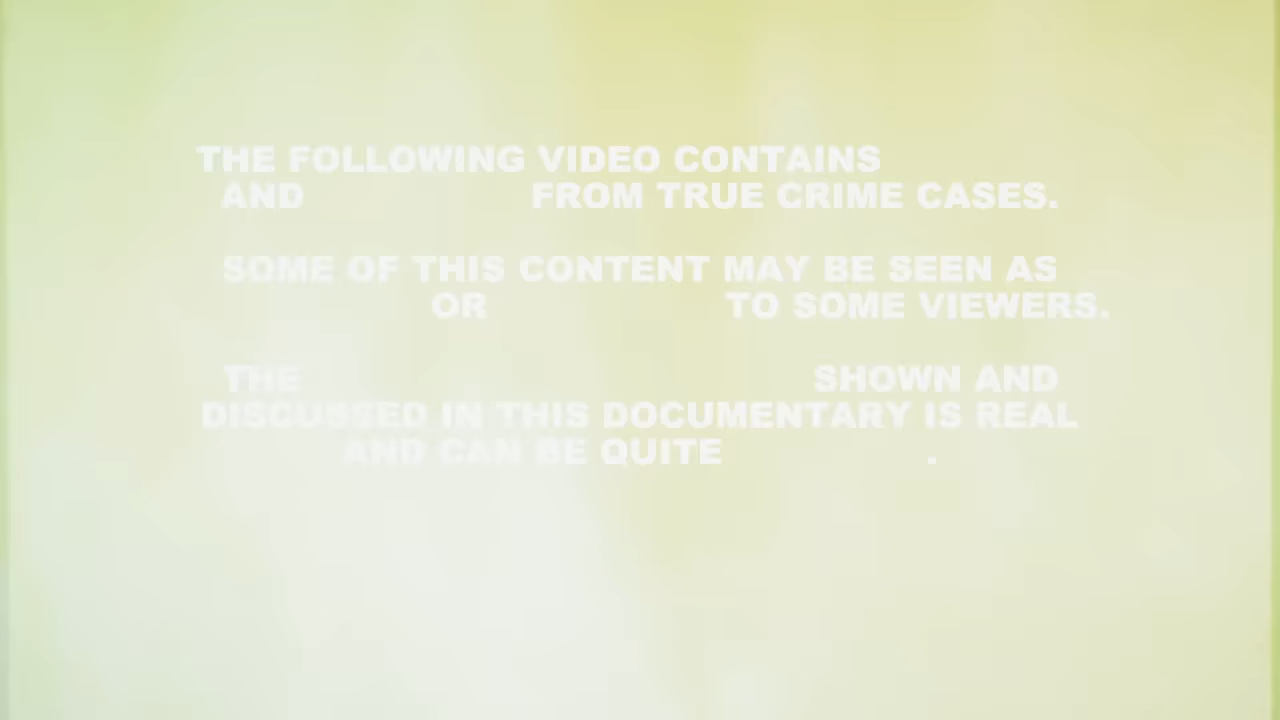 THE FOLLOWING VIDEO CONTAINS
AND FROM TRUE CRIME CASES.
SOME OF THIS CONTENT MAY BE SEEN AS
OR TO SOME VIEWERS.
THE SHOWN AND
DISCUSSED IN THIS DOCUMENTARY IS REAL
AND CAN BE QUITE .